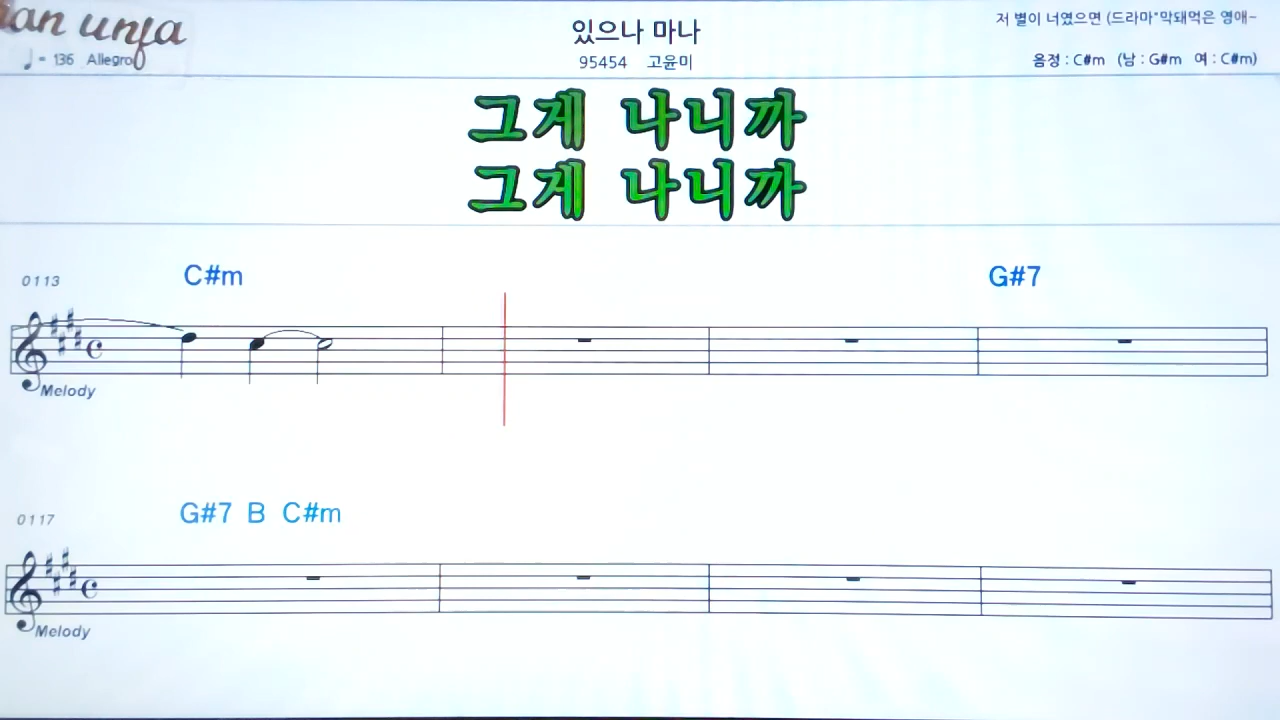 an unja
♩ = 136 Allegro
있으나 마나
95454 고윤미
저 별이 너였으면 (드라마"막돼먹은 영애~
음정 : C#m (남 : G#m 여 : C#m)
그게 나니까
그게 나니까
0113
C#m G#7
Melody
0117
G#7 B C#m
Melody